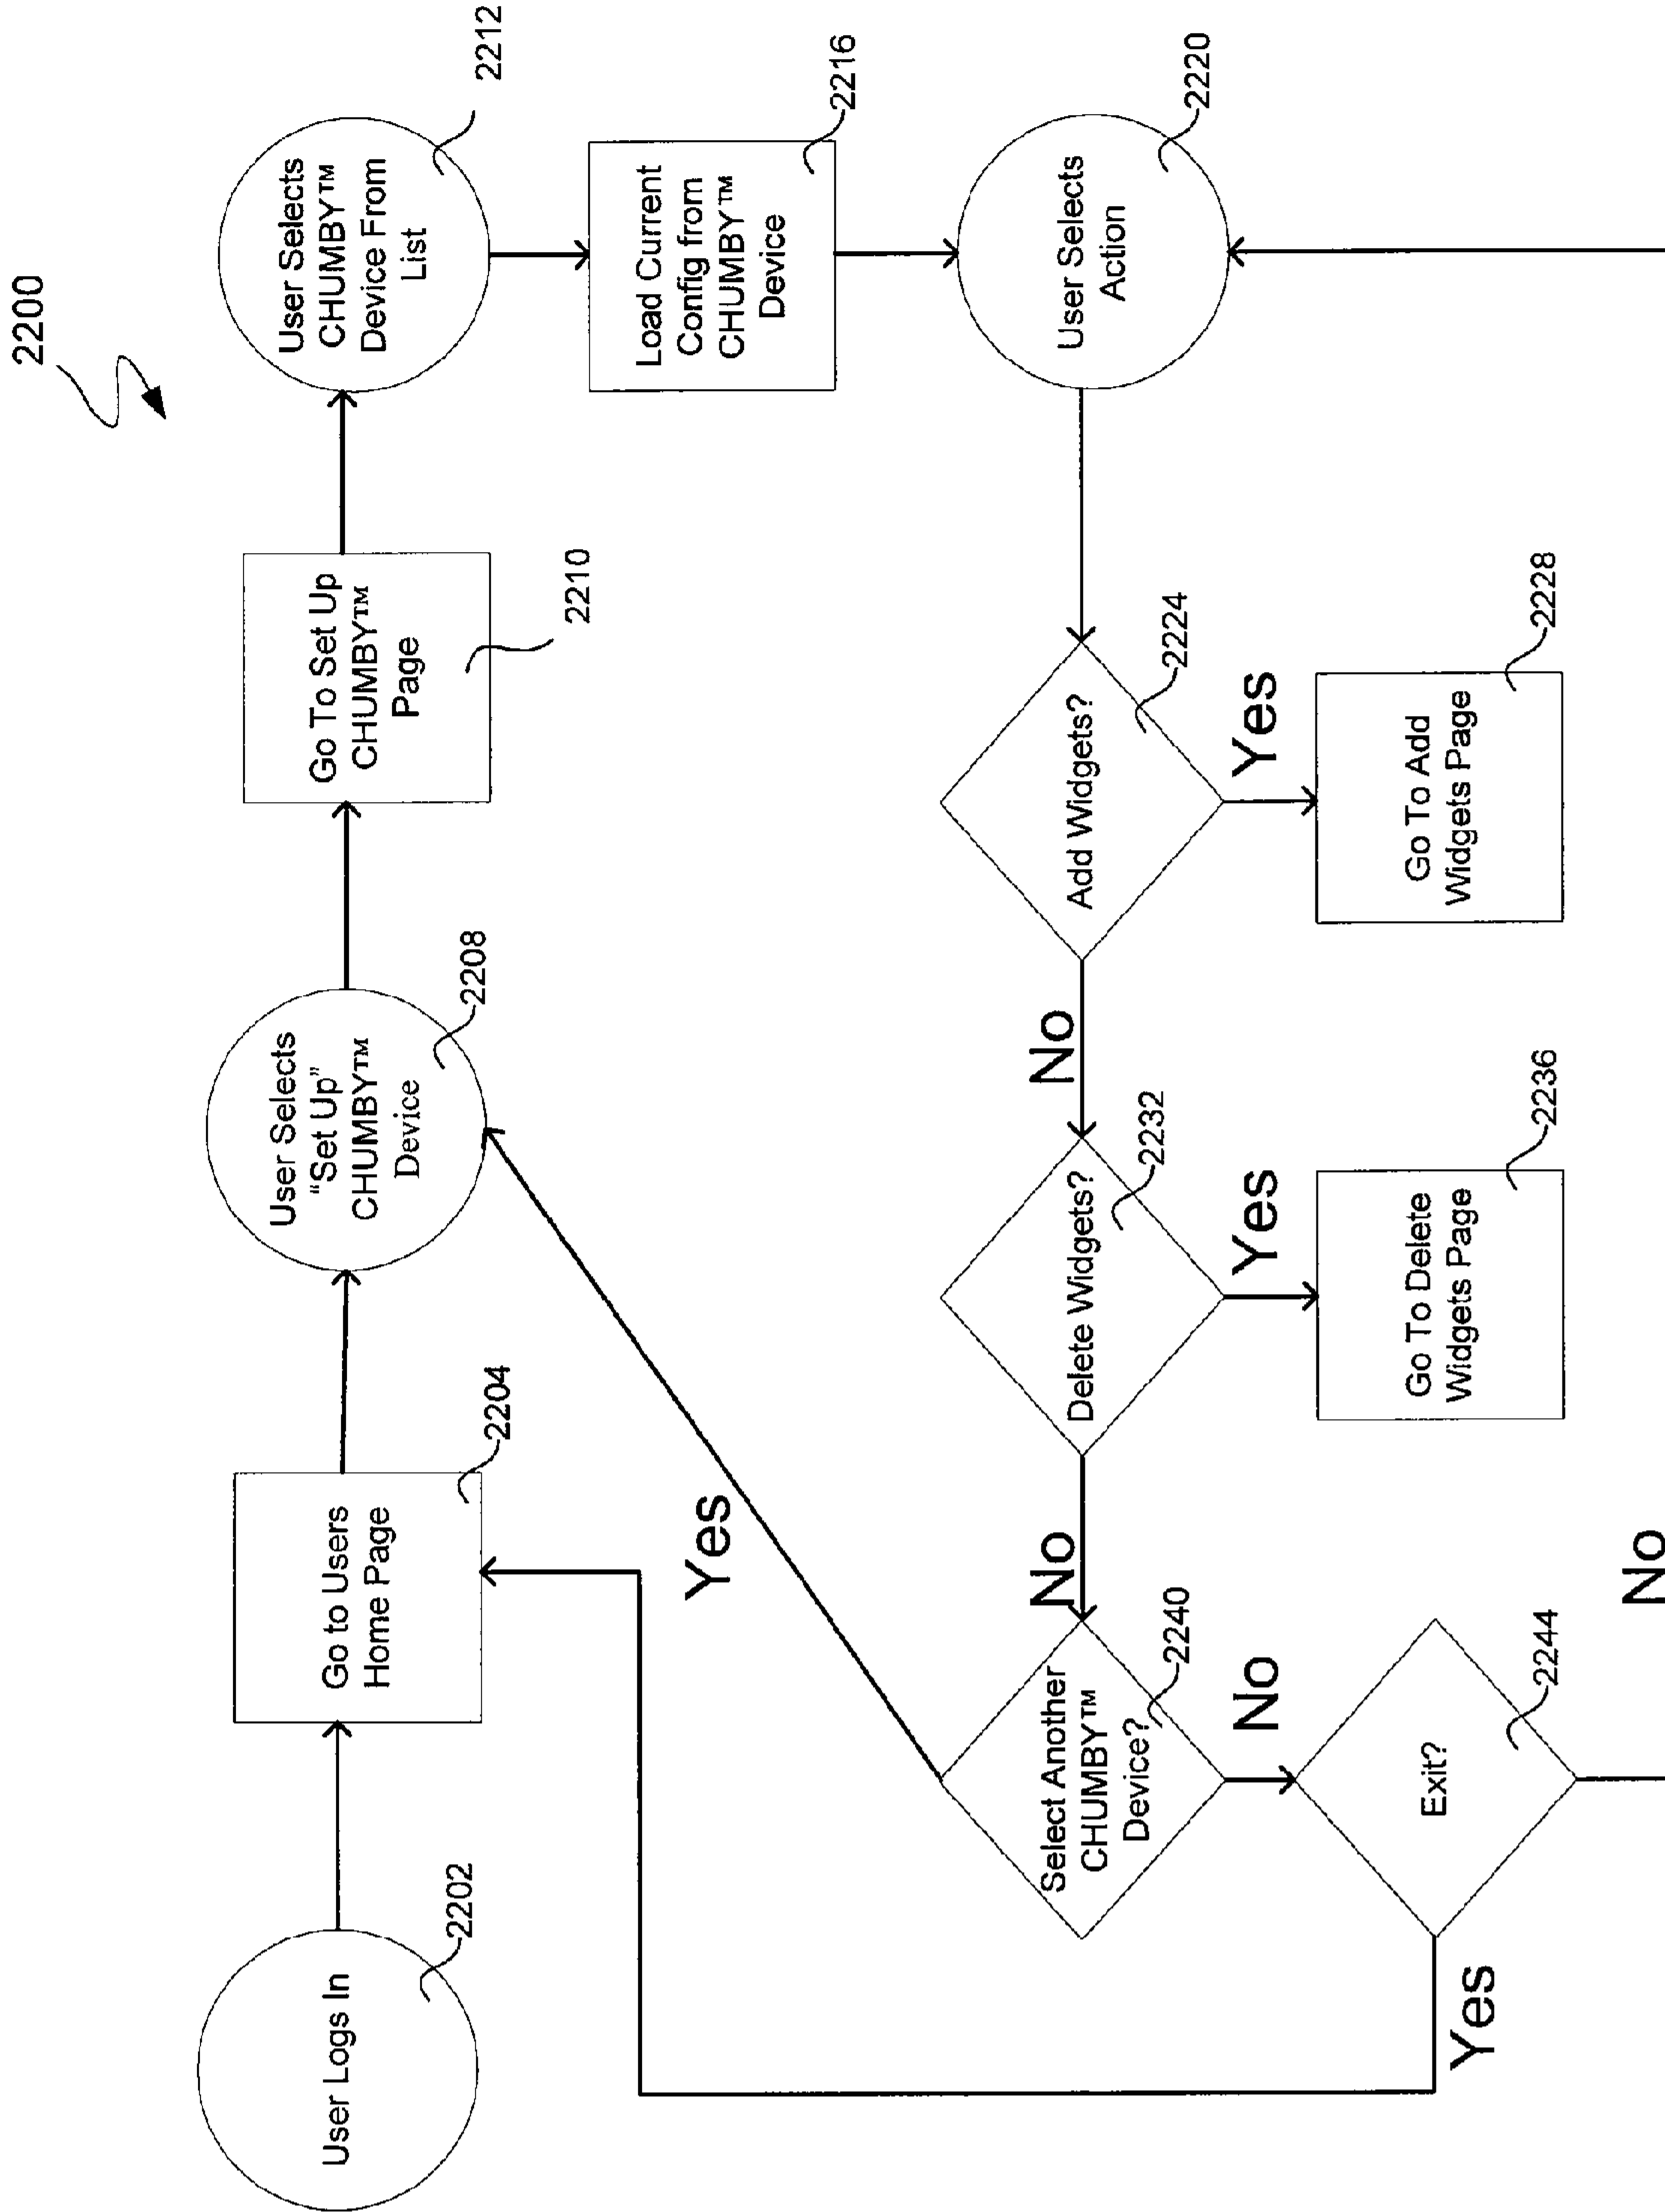 2200
User Logs In
2202
Go to Users
Home Page
2204
User Selects
“Set Up”
CHUMBY™
Device
2208
Go To Set Up
CHUMBY™
Page
2210
User Selects
CHUMBY™
Device From
List
2212
Load Current
Config from
CHUMBY™
Device
2216
User Selects
Action
2220
Add Widgets?
2224
Yes
Go To Add
Widgets Page
2228
No
Delete Widgets?
2232
Yes
Go To Delete
Widgets Page
2236
No
Select Another
CHUMBY™
Device?
2240
Yes
No
Exit?
2244
Yes
No